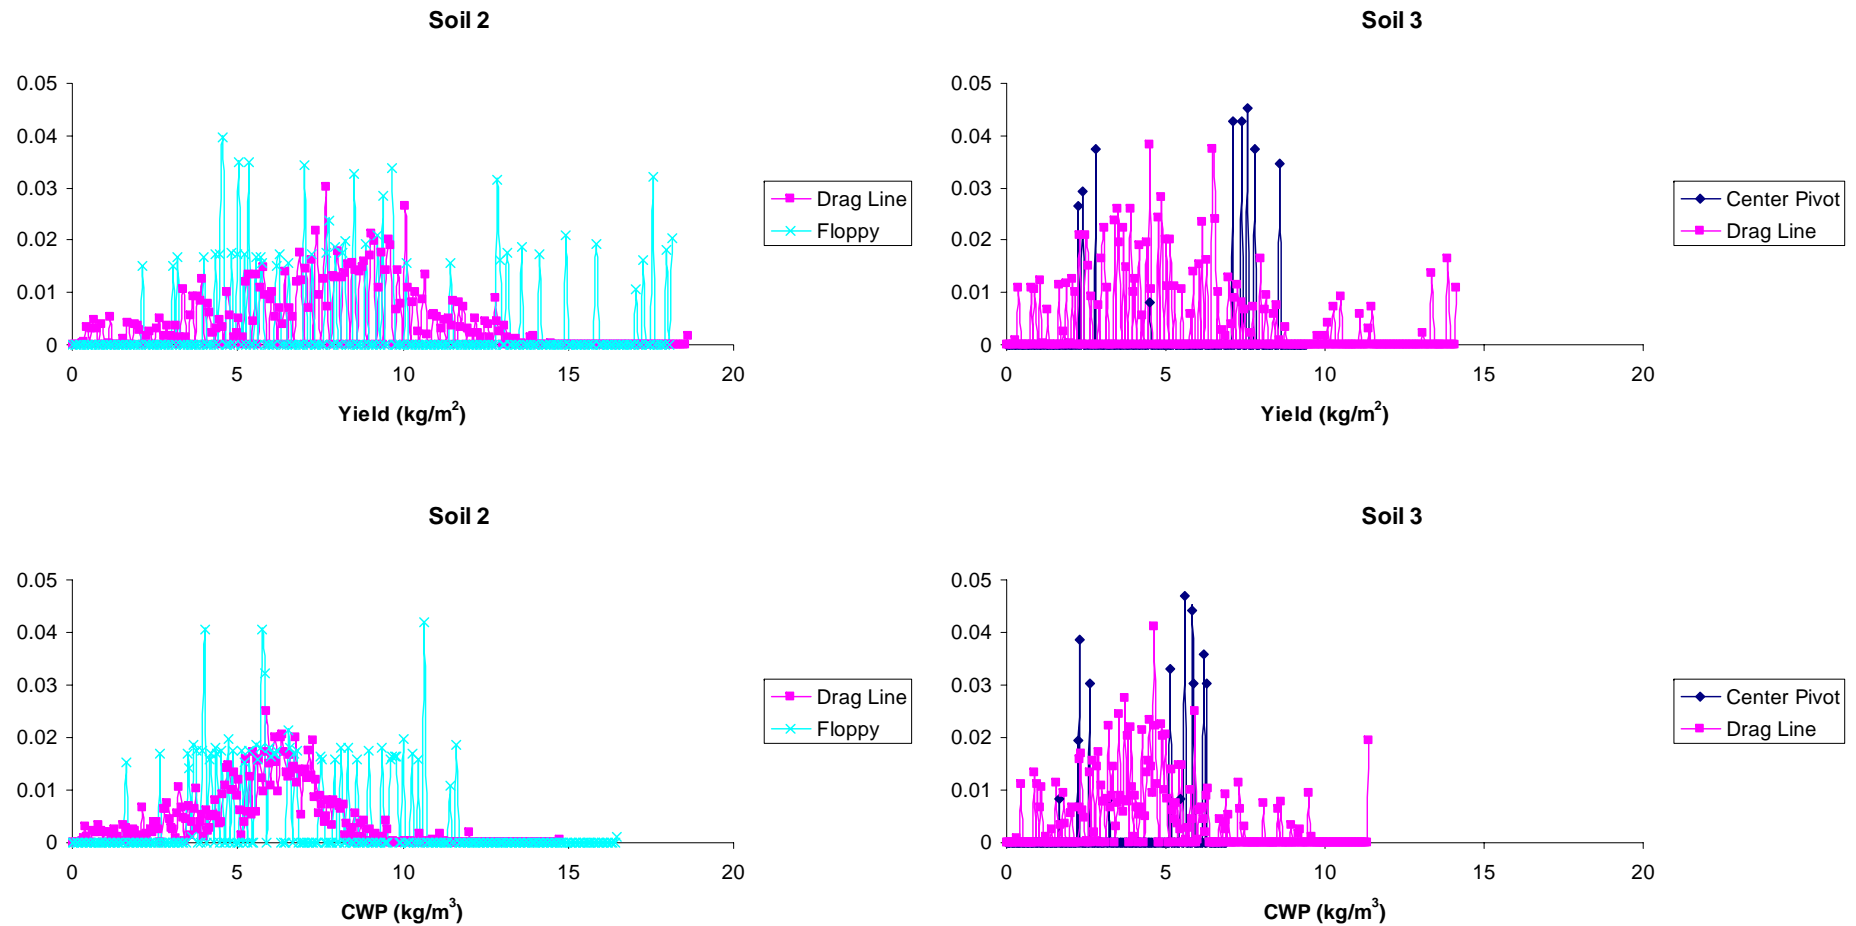 Soil 2
0.05
0.04
0.03
0.02
0.01
0
0 5 10 15 20
Yield (kg/m²)
Drag Line
Floppy
Soil 3
0.05
0.04
0.03
0.02
0.01
0
0 5 10 15 20
Yield (kg/m²)
Center Pivot
Drag Line
Soil 2
0.05
0.04
0.03
0.02
0.01
0
0 5 10 15 20
CWP (kg/m³)
Drag Line
Floppy
Soil 3
0.05
0.04
0.03
0.02
0.01
0
0 5 10 15 20
CWP (kg/m³)
Center Pivot
Drag Line